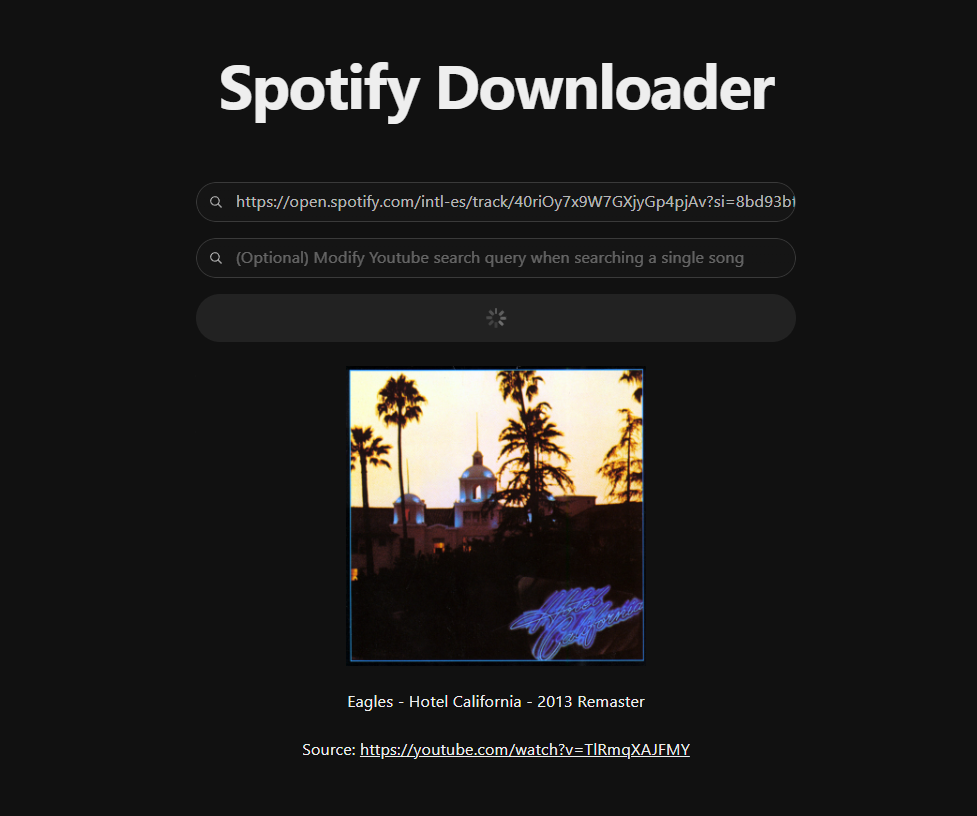 Spotify Downloader
https://open.spotify.com/intl-es/track/40riOy7x9W7GXjyGp4pjAv?si=8bd93b
(Optional) Modify Youtube search query when searching a single song
Hotel
California
Eagles - Hotel California - 2013 Remaster
Source: https://youtube.com/watch?v=TlRmqXAJFMY